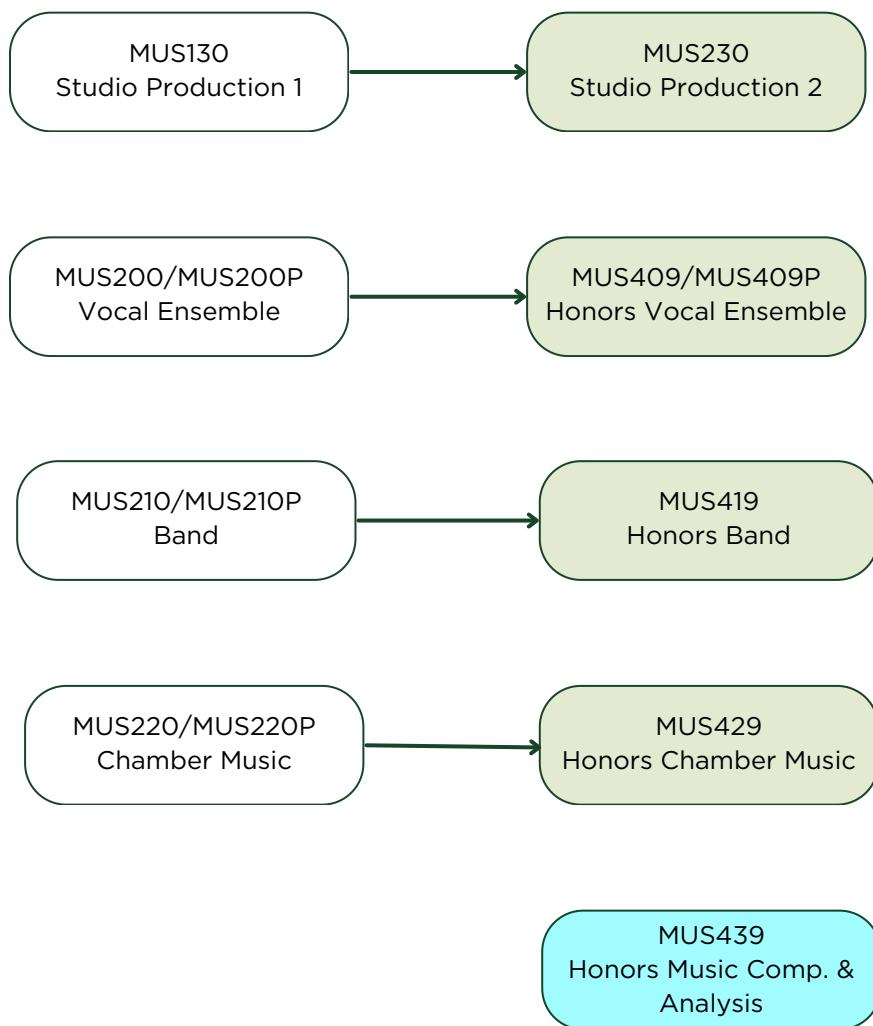 MUS130
Studio Production 1
MUS230
Studio Production 2
MUS200/MUS200P
Vocal Ensemble
MUS409/MUS409P
Honors Vocal Ensemble
MUS210/MUS210P
Band
MUS419
Honors Band
MUS220/MUS220P
Chamber Music
MUS429
Honors Chamber Music
MUS439
Honors Music Comp. &
Analysis